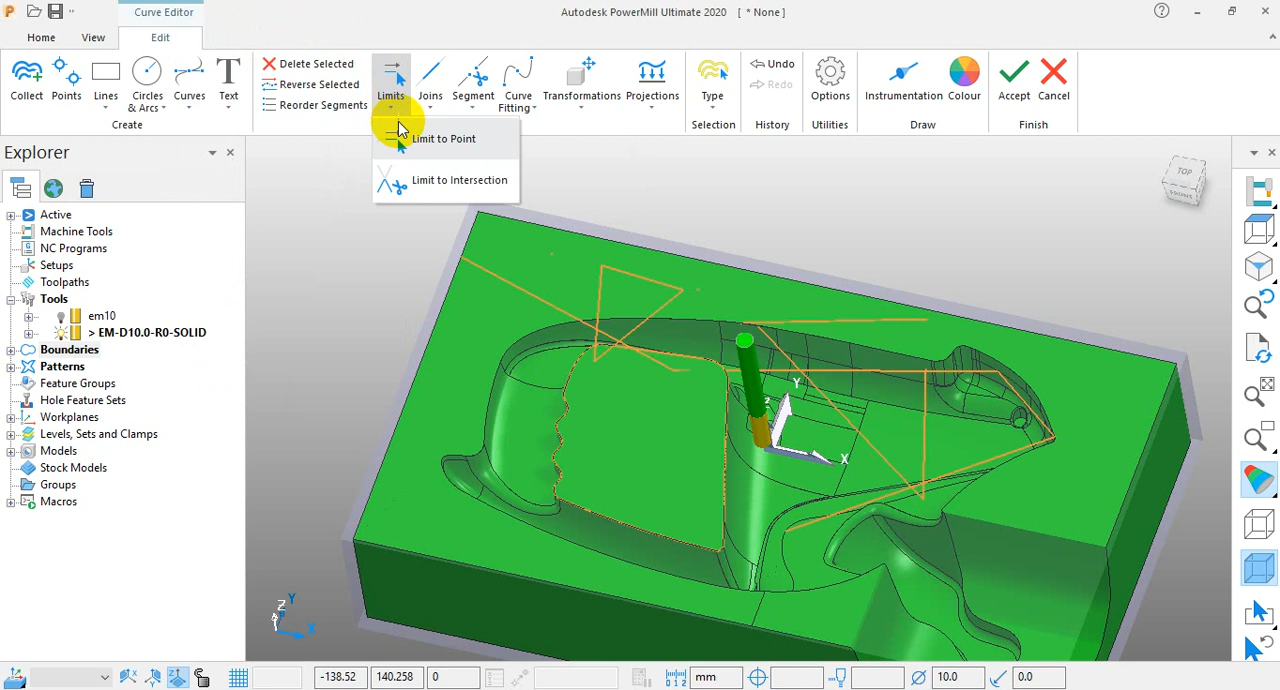 Curve Editor
Autodesk PowerMill Ultimate 2020 [ * None ]
Home
View
Edit
Collect
Points
Lines
Circles
& Arcs
Curves
Text
Create
Delete Selected
Reverse Selected
Reorder Segments
Limits
Joins
Segment
Curve
Fitting
Transformations
Projections
Type
Selection
Undo
Redo
History
Options
Utilities
Instrumentation
Colour
Draw
Accept
Cancel
Finish
Limit to Point
Limit to Intersection
Explorer
Active
Machine Tools
NC Programs
Setups
Toolpaths
Tools
em10
> EM-D10.0-R0-SOLID
Boundaries
Patterns
Feature Groups
Hole Feature Sets
Workplanes
Levels, Sets and Clamps
Models
Stock Models
Groups
Macros
TOP
Y
Z
X
Z
Y
X
-138.52
140.258
0
mm
10.0
0.0